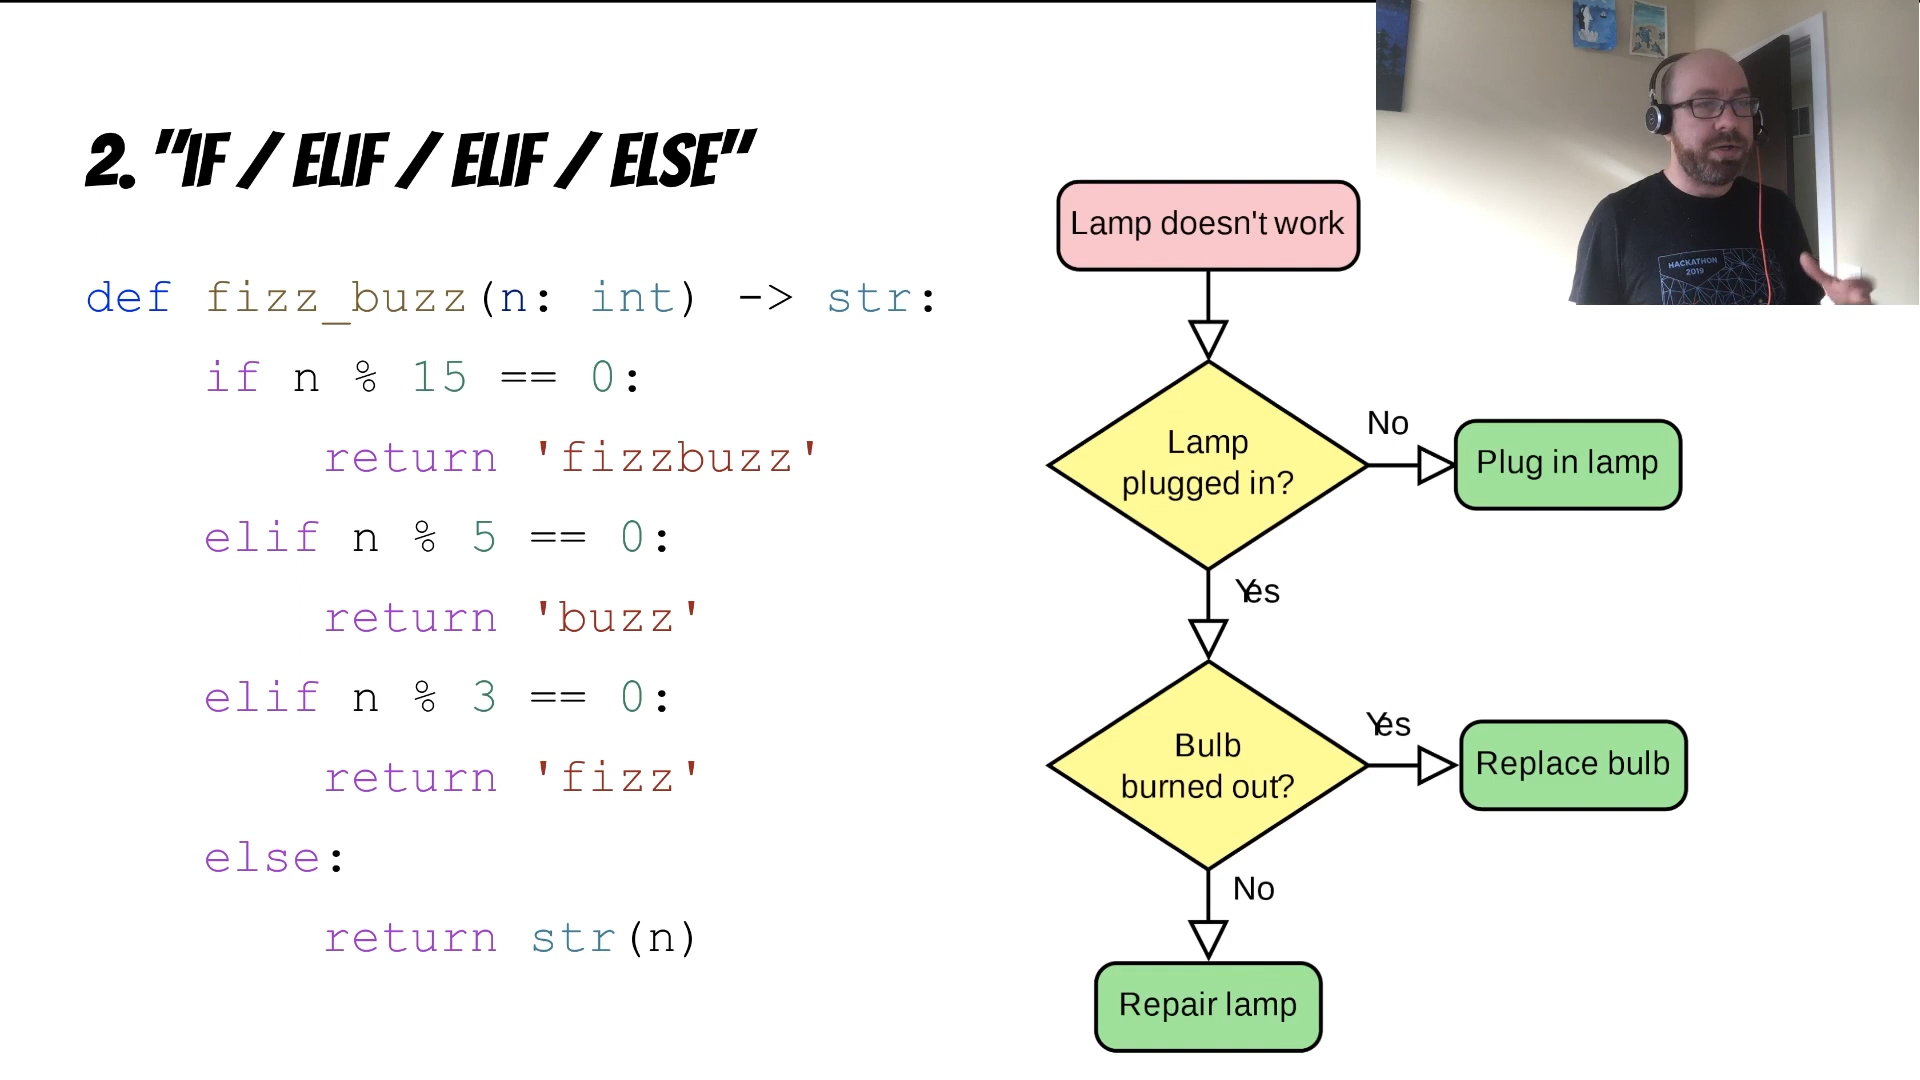 2. "IF / ELIF / ELIF / ELSE"
def fizz_buzz(n: int) -> str:
if n % 15 == 0:
return 'fizzbuzz'
elif n % 5 == 0:
return 'buzz'
elif n % 3 == 0:
return 'fizz'
else:
return str(n)
Lamp doesn't work
Lamp
plugged in?
No
Plug in lamp
Yes
Bulb
burned out?
Yes
Replace bulb
No
Repair lamp
HACKATHON
2019